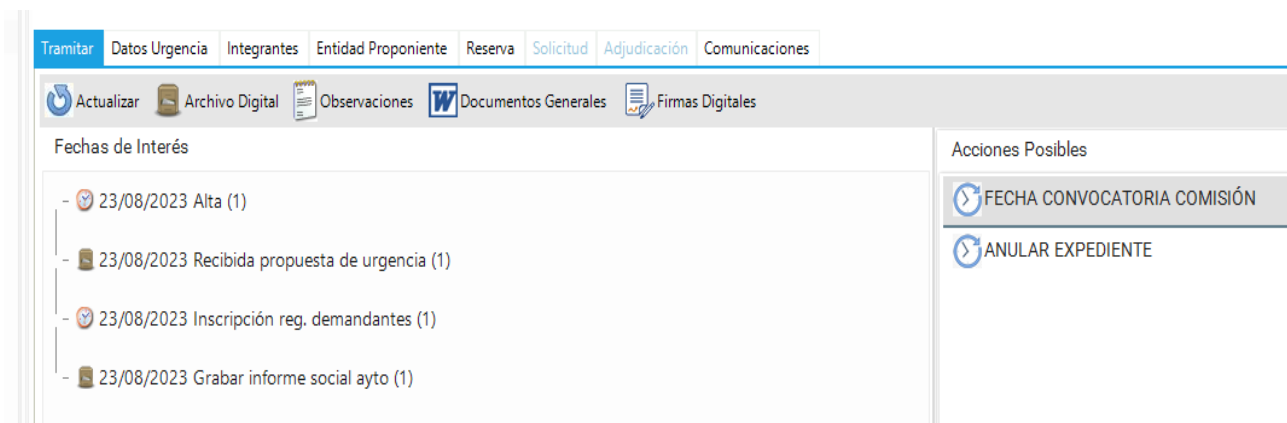 Tramitar Datos Urgencia Integrantes Entidad Proponiente Reserva Solicitud Adjudicación Comunicaciones
Actualizar Archivo Digital Observaciones Documentos Generales Firmas Digitales
Fechas de Interés
23/08/2023 Alta (1)
23/08/2023 Recibida propuesta de urgencia (1)
23/08/2023 Inscripción reg. demandantes (1)
23/08/2023 Grabar informe social ayto (1)
Acciones Posibles
FECHA CONVOCATORIA COMISIÓN
ANULAR EXPEDIENTE